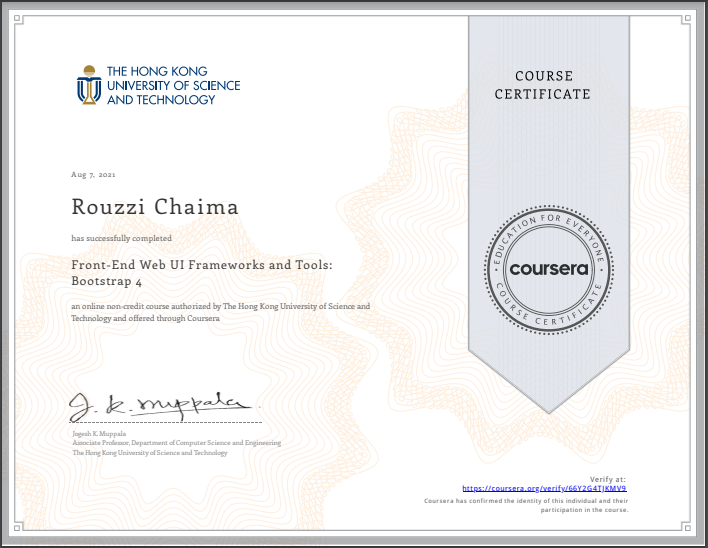 THE HONG KONG
UNIVERSITY OF SCIENCE
AND TECHNOLOGY
COURSE
CERTIFICATE
Aug 7, 2021
Rouzzi Chaima
has successfully completed
Front-End Web UI Frameworks and Tools:
Bootstrap 4
an online non-credit course authorized by The Hong Kong University of Science and
Technology and offered through Coursera
EDUCATION FOR EVERYONE
coursera
COURSE CERTIFICATE
J. K. Muppala
Jogesh K. Muppala
Associate Professor, Department of Computer Science and Engineering
The Hong Kong University of Science and Technology
Verify at:
https://coursera.org/verify/66Y2G4TJKMV9
Coursera has confirmed the identity of this individual and their
participation in the course.